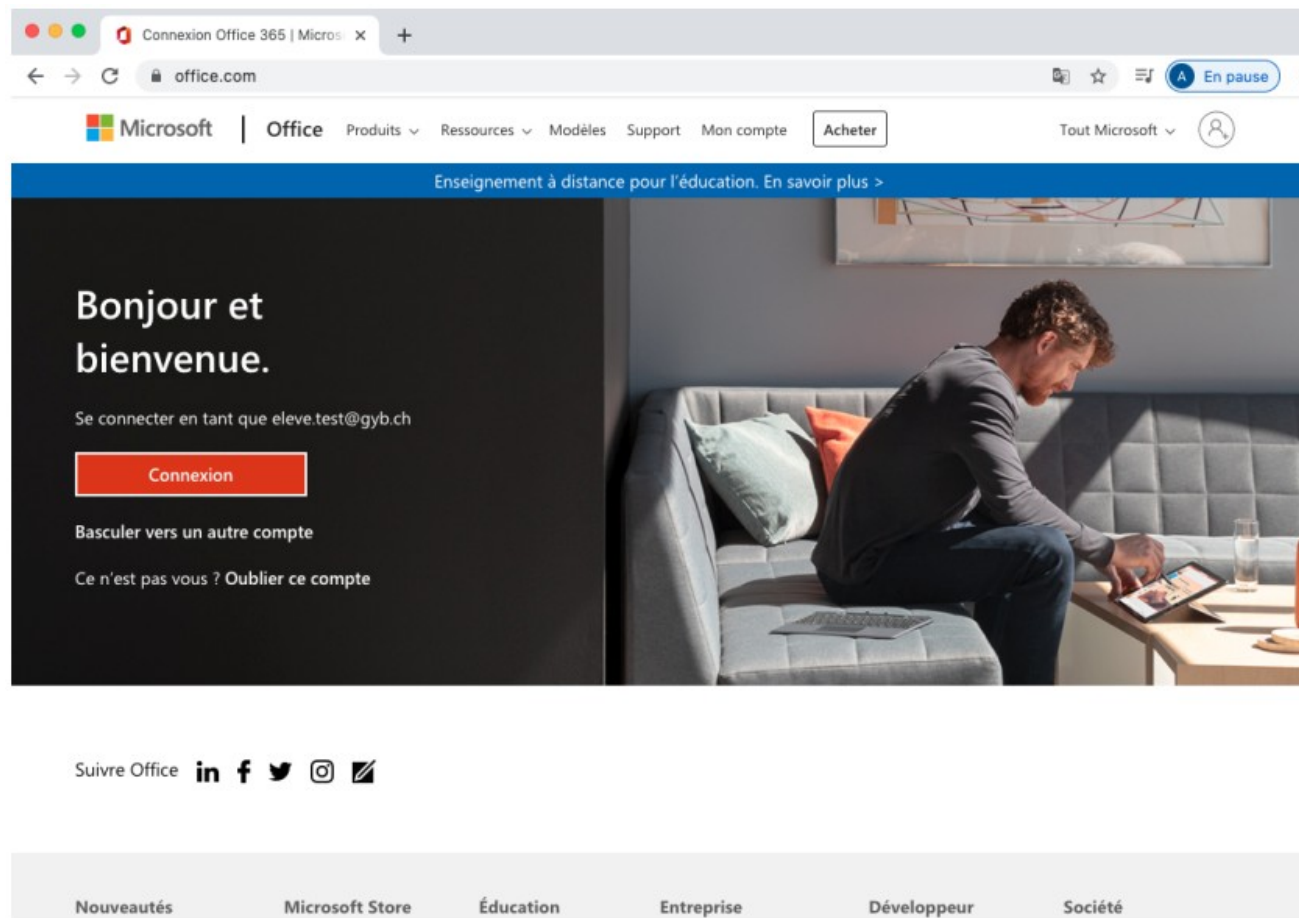 Connexion Office 365 | Micros
office.com
A En pause
Microsoft | Office Produits Ressources Modèles Support Mon compte Acheter Tout Microsoft
Enseignement à distance pour l'éducation. En savoir plus >
Bonjour et
bienvenue.
Se connecter en tant que eleve.test@gyb.ch
Connexion
Basculer vers un autre compte
Ce n'est pas vous ? Oublier ce compte
Suivre Office
Nouveautés Microsoft Store Éducation Entreprise Développeur Société